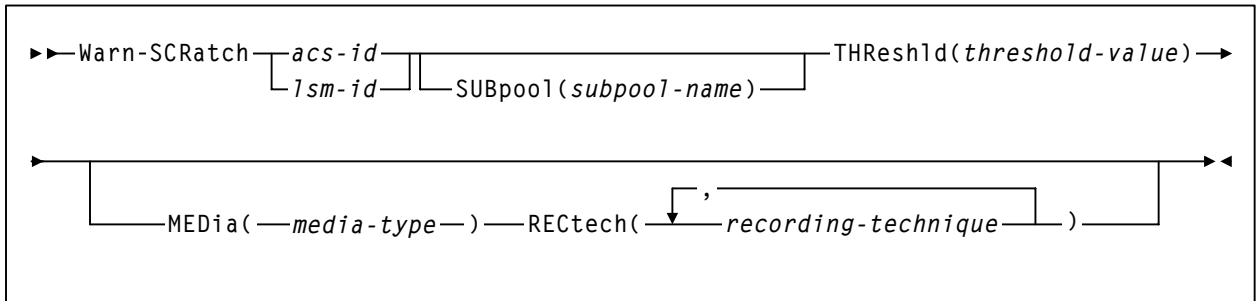 Warn-SCRatch acs-id THReshld(threshold-value)
lsm-id SUBpool(subpool-name)
,
MEDia( media-type ) RECtech( recording-technique )